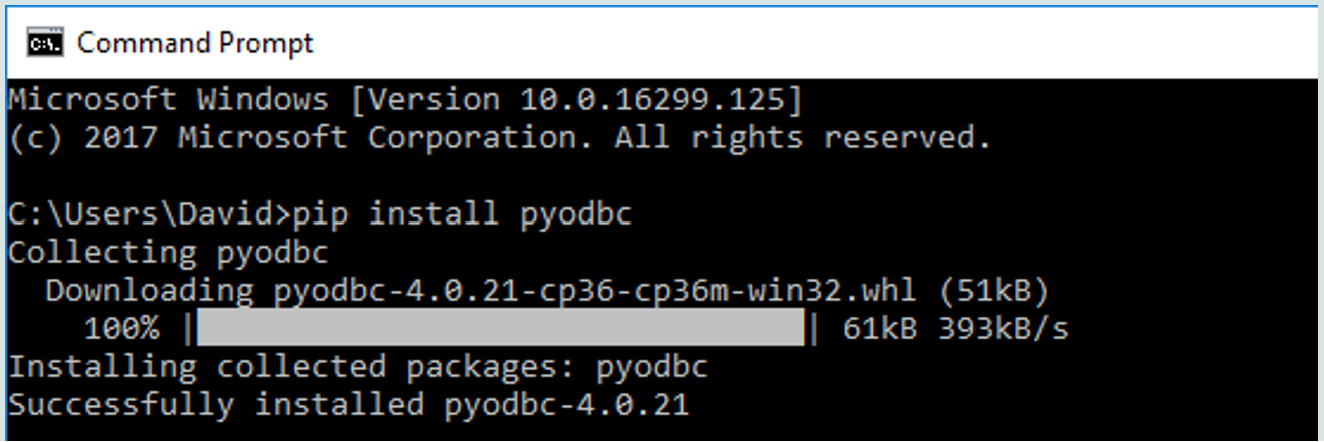 Command Prompt
Microsoft Windows [Version 10.0.16299.125]
(c) 2017 Microsoft Corporation. All rights reserved.
C:\Users\David>pip install pyodbc
Collecting pyodbc
Downloading pyodbc-4.0.21-cp36-cp36m-win32.whl (51kB)
100% || 61kB 393kB/s
Installing collected packages: pyodbc
Successfully installed pyodbc-4.0.21